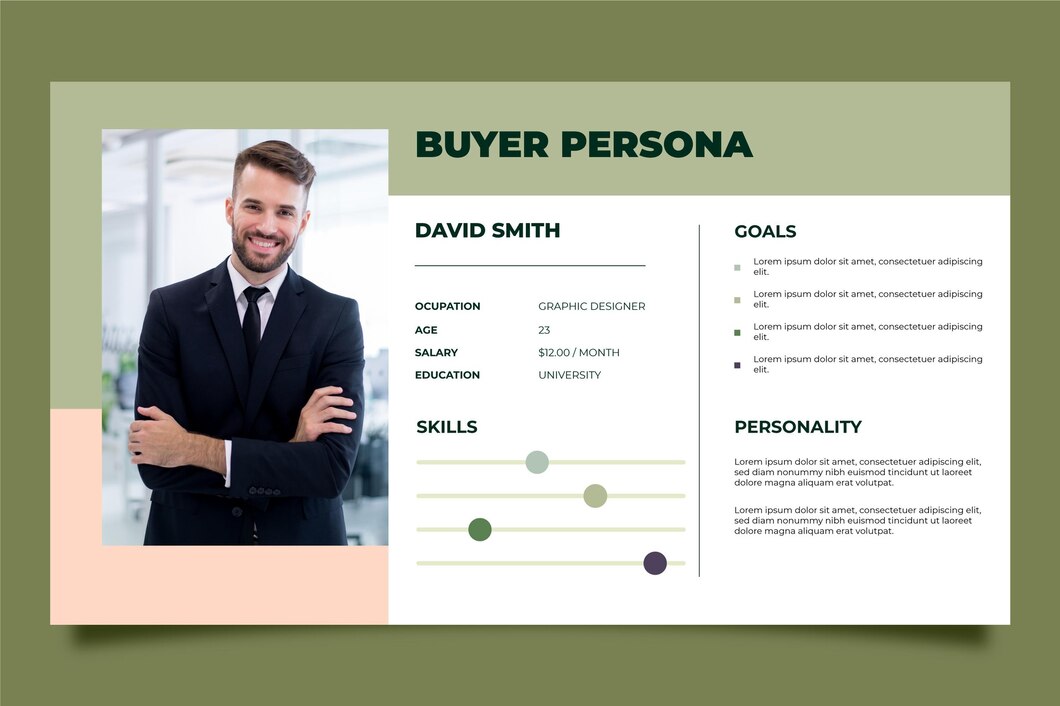 BUYER PERSONA
DAVID SMITH
OCUPATION GRAPHIC DESIGNER
AGE 23
SALARY $12.00 / MONTH
EDUCATION UNIVERSITY
SKILLS
GOALS
Lorem ipsum dolor sit amet, consectetuer adipiscing
elit.
Lorem ipsum dolor sit amet, consectetuer adipiscing
elit.
Lorem ipsum dolor sit amet, consectetuer adipiscing
elit.
Lorem ipsum dolor sit amet, consectetuer adipiscing
elit.
PERSONALITY
Lorem ipsum dolor sit amet, consectetuer adipiscing elit,
sed diam nonummy nibh euismod tincidunt ut laoreet
dolore magna aliquam erat volutpat.
Lorem ipsum dolor sit amet, consectetuer adipiscing elit,
sed diam nonummy nibh euismod tincidunt ut laoreet
dolore magna aliquam erat volutpat.